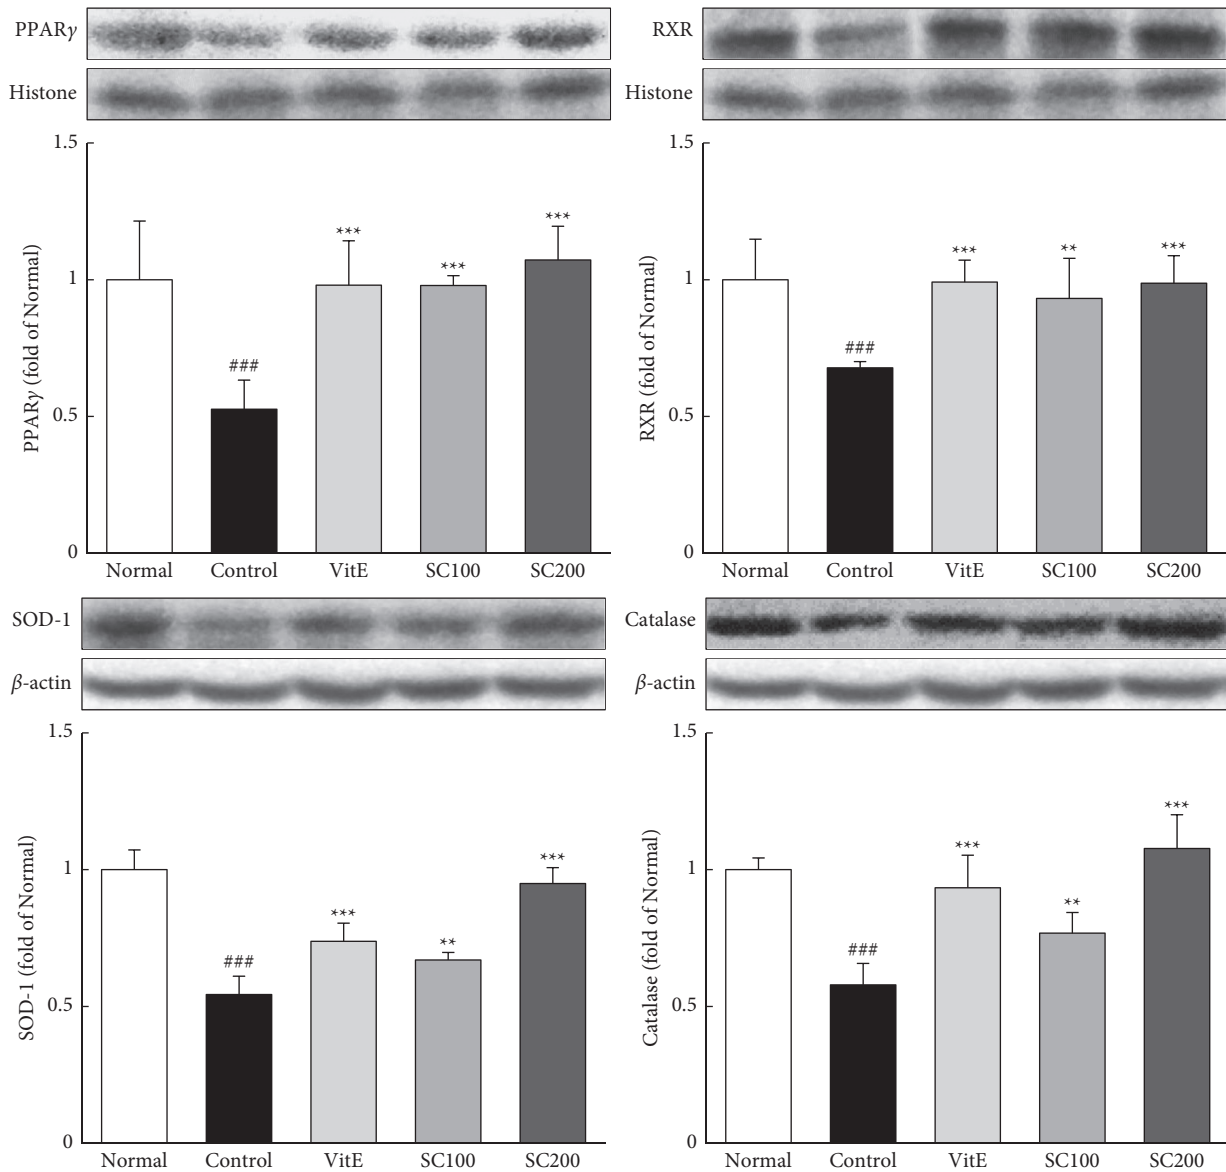 PPARγ
Histone
1.5
1
0.5
0
PPARγ (fold of Normal)
###
***
***
***
Normal Control VitE SC100 SC200
RXR
Histone
1.5
1
0.5
0
RXR (fold of Normal)
###
***
**
***
Normal Control VitE SC100 SC200
SOD-1
β-actin
1.5
1
0.5
0
SOD-1 (fold of Normal)
###
***
**
***
Normal Control VitE SC100 SC200
Catalase
β-actin
1.5
1
0.5
0
Catalase (fold of Normal)
###
***
**
***
Normal Control VitE SC100 SC200